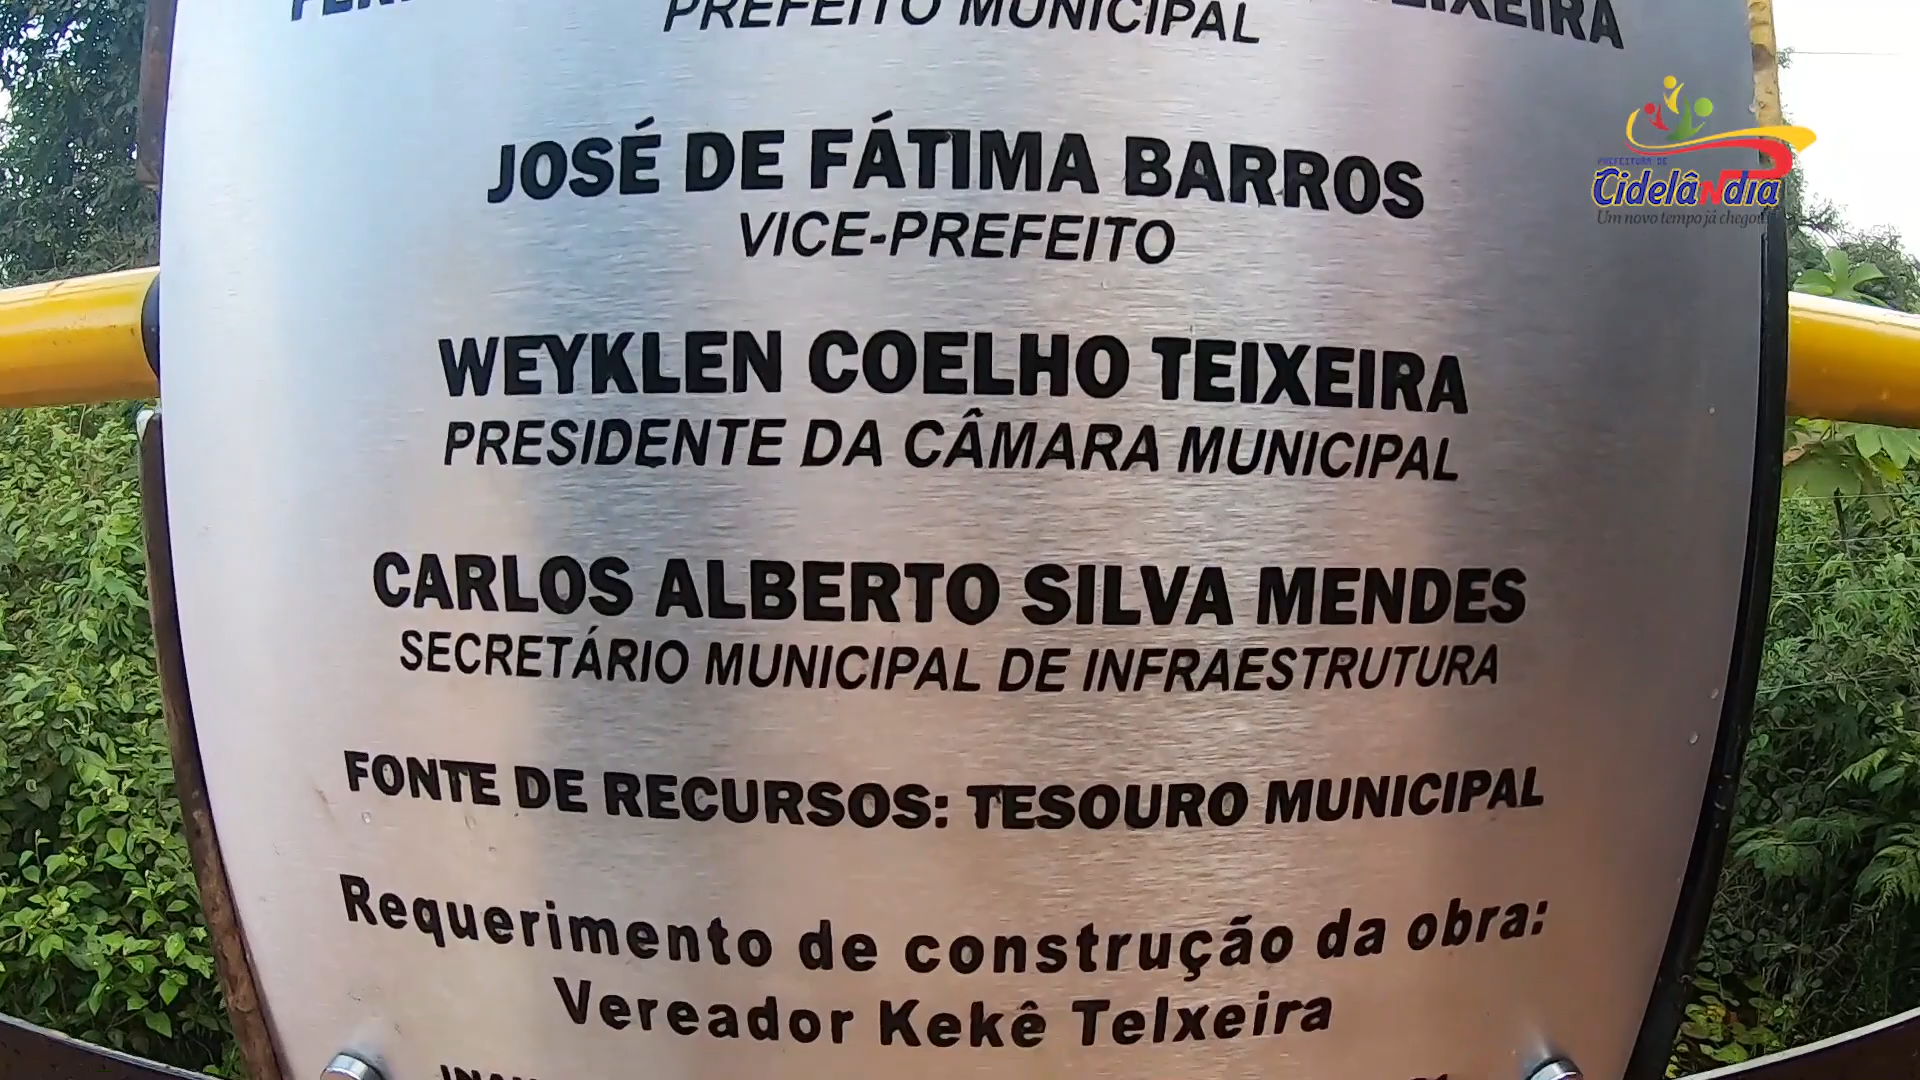 TEIXEIRA
PREFEITO MUNICIPAL
JOSÉ DE FÁTIMA BARROS
VICE-PREFEITO
WEYKLEN COELHO TEIXEIRA
PRESIDENTE DA CÂMARA MUNICIPAL
CARLOS ALBERTO SILVA MENDES
SECRETÁRIO MUNICIPAL DE INFRAESTRUTURA
FONTE DE RECURSOS: TESOURO MUNICIPAL
Requerimento de construção da obra:
Vereador Kekê Telxeira
PREFEITURA DE
Cidelândia
Um novo tempo já chegou!